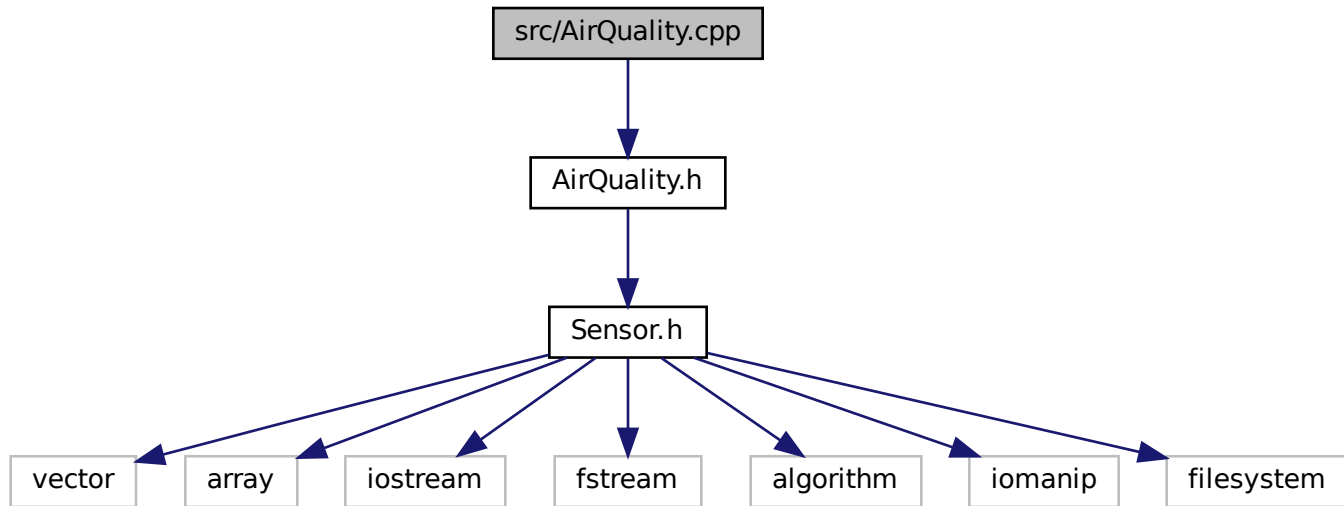 src/AirQuality.cpp
AirQuality.h
Sensor.h
vector
array
iostream
fstream
algorithm
iomanip
filesystem